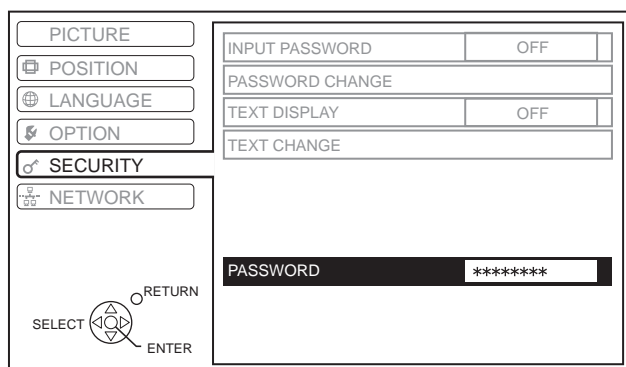 PICTURE
POSITION
LANGUAGE
OPTION
SECURITY
NETWORK
RETURN
SELECT
ENTER
INPUT PASSWORD OFF
PASSWORD CHANGE
TEXT DISPLAY OFF
TEXT CHANGE
PASSWORD ********